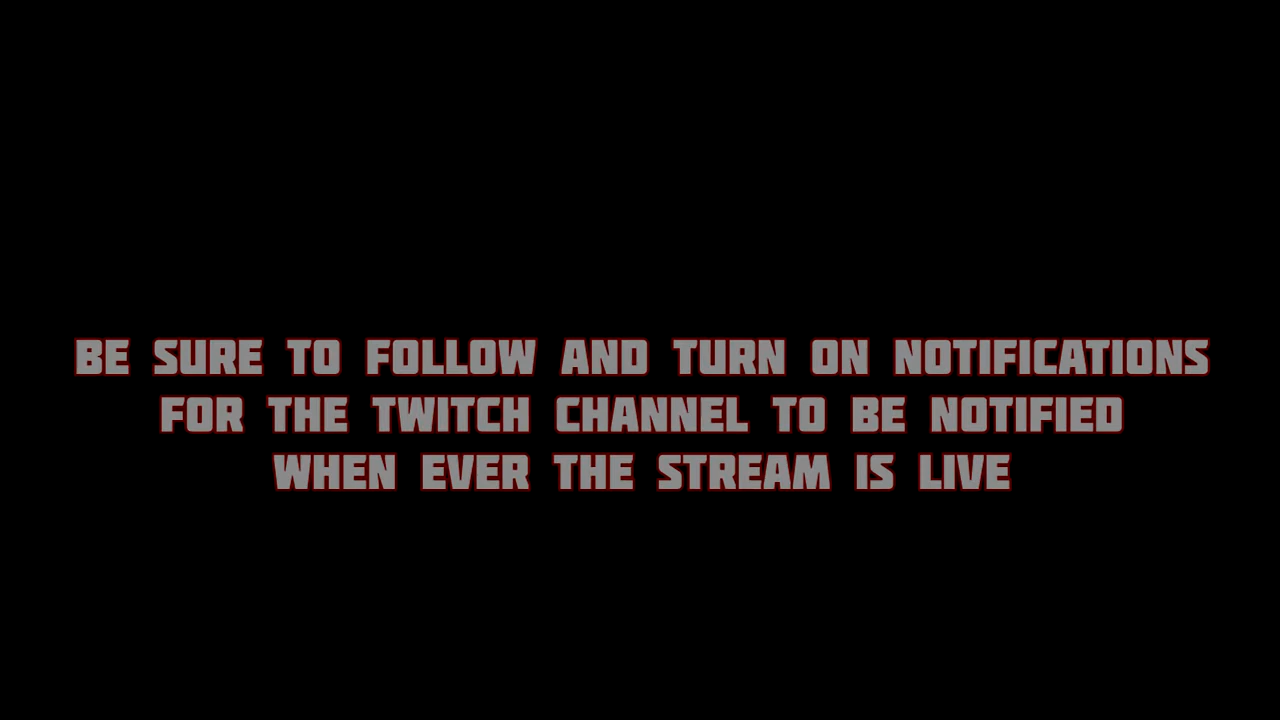 BE SURE TO FOLLOW AND TURN ON NOTIFICATIONS
FOR THE TWITCH CHANNEL TO BE NOTIFIED
WHEN EVER THE STREAM IS LIVE